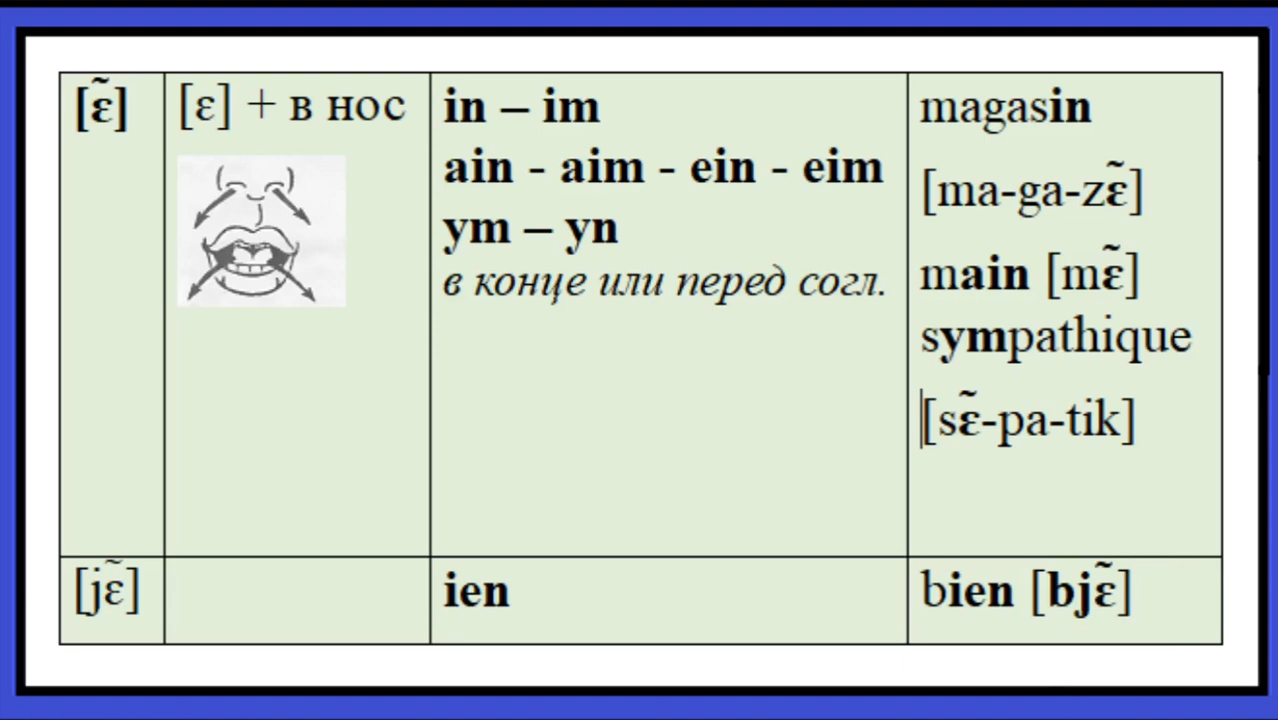 [ɛ̃]
[ɛ] + в нос
in – im
ain - aim - ein - eim
ym – yn
в конце или перед согл.
magasin
[ma-ga-zɛ̃]
main [mɛ̃]
sympathique
[sɛ̃-pa-tik]
[jɛ̃]
ien
bien [bjɛ̃]